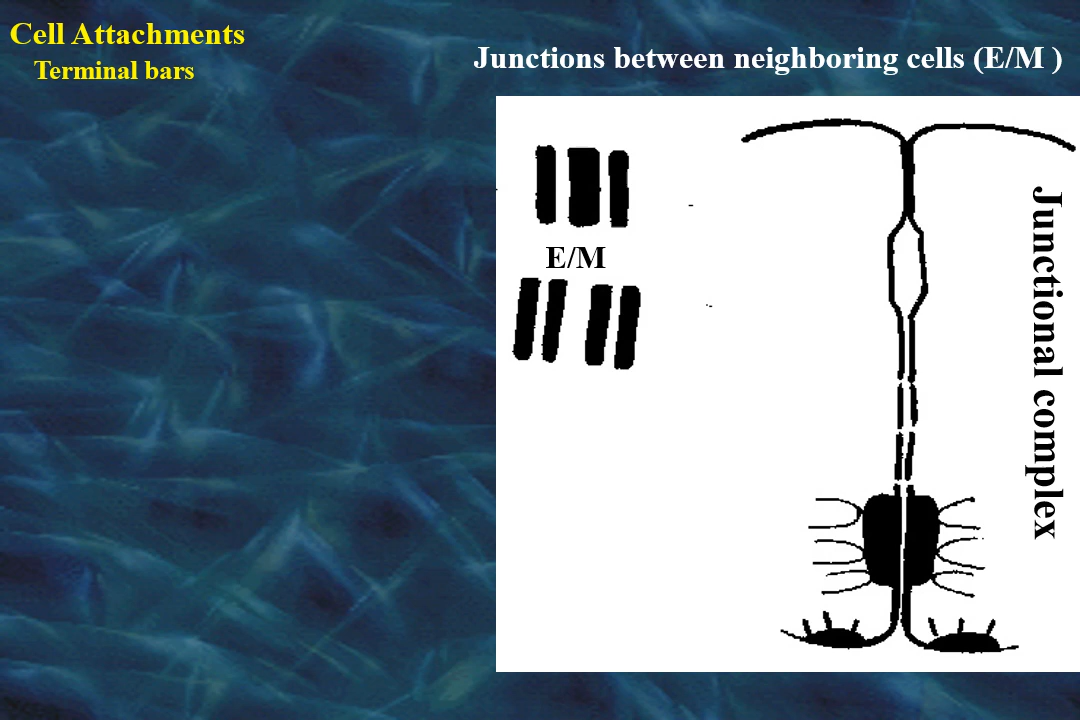 Cell Attachments
Terminal bars
Junctions between neighboring cells (E/M )
E/M
Junctional complex